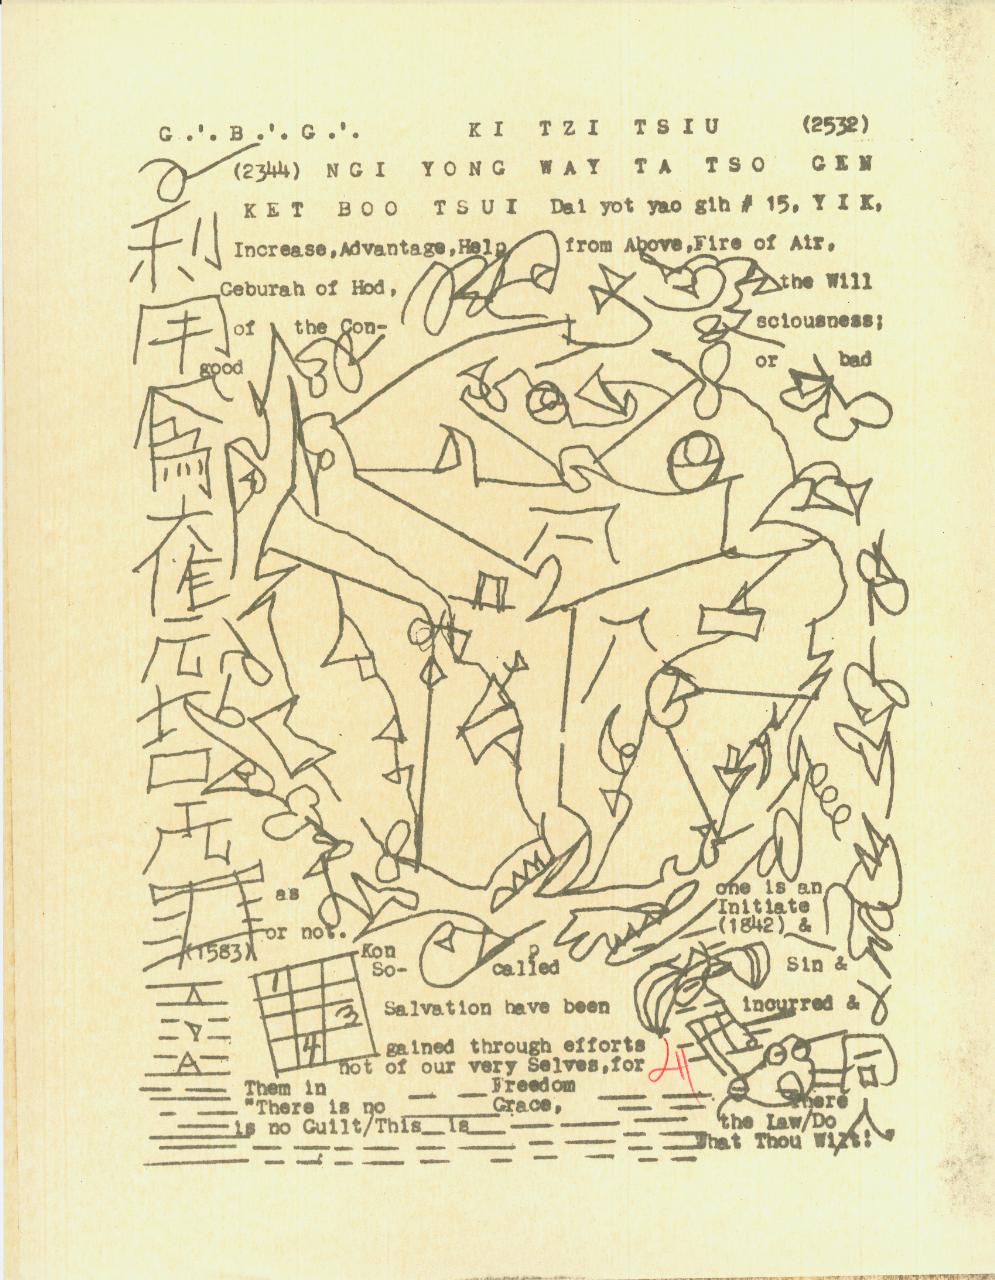 G.'. B.'. G.'. KI TZI TSIU (2532)
(2344) NGI YONG WAY TA TSO GEN
KET BOO TSUI Dai yot yao gih # 15, YIK,
利
用
爲
大
作
元
吉
无
Increase,Advantage,Help from Above,Fire of Air,
Geburah of Hod, the Will
of the Con- sciousness;
good or bad
as one is an
Initiate
or not. (1842) &
(1583) Kon
So- called Sin &
Salvation have been incurred &
1
3
4
gained through efforts
not of our very Selves,for
Them in Freedom
"There is no Grace, There
is no Guilt/This is the Law/Do
What Thou Wilt!